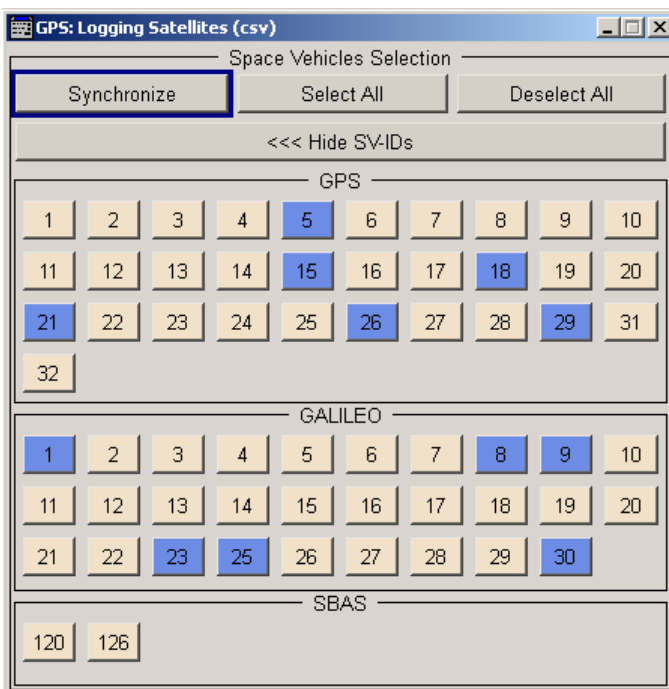 GPS: Logging Satellites (csv)
Space Vehicles Selection
Synchronize Select All Deselect All
<<< Hide SV-IDs
GPS
1 2 3 4 5 6 7 8 9 10
11 12 13 14 15 16 17 18 19 20
21 22 23 24 25 26 27 28 29 31
32
GALILEO
1 2 3 4 5 6 7 8 9 10
11 12 13 14 15 16 17 18 19 20
21 22 23 25 26 27 28 29 30
SBAS
120 126